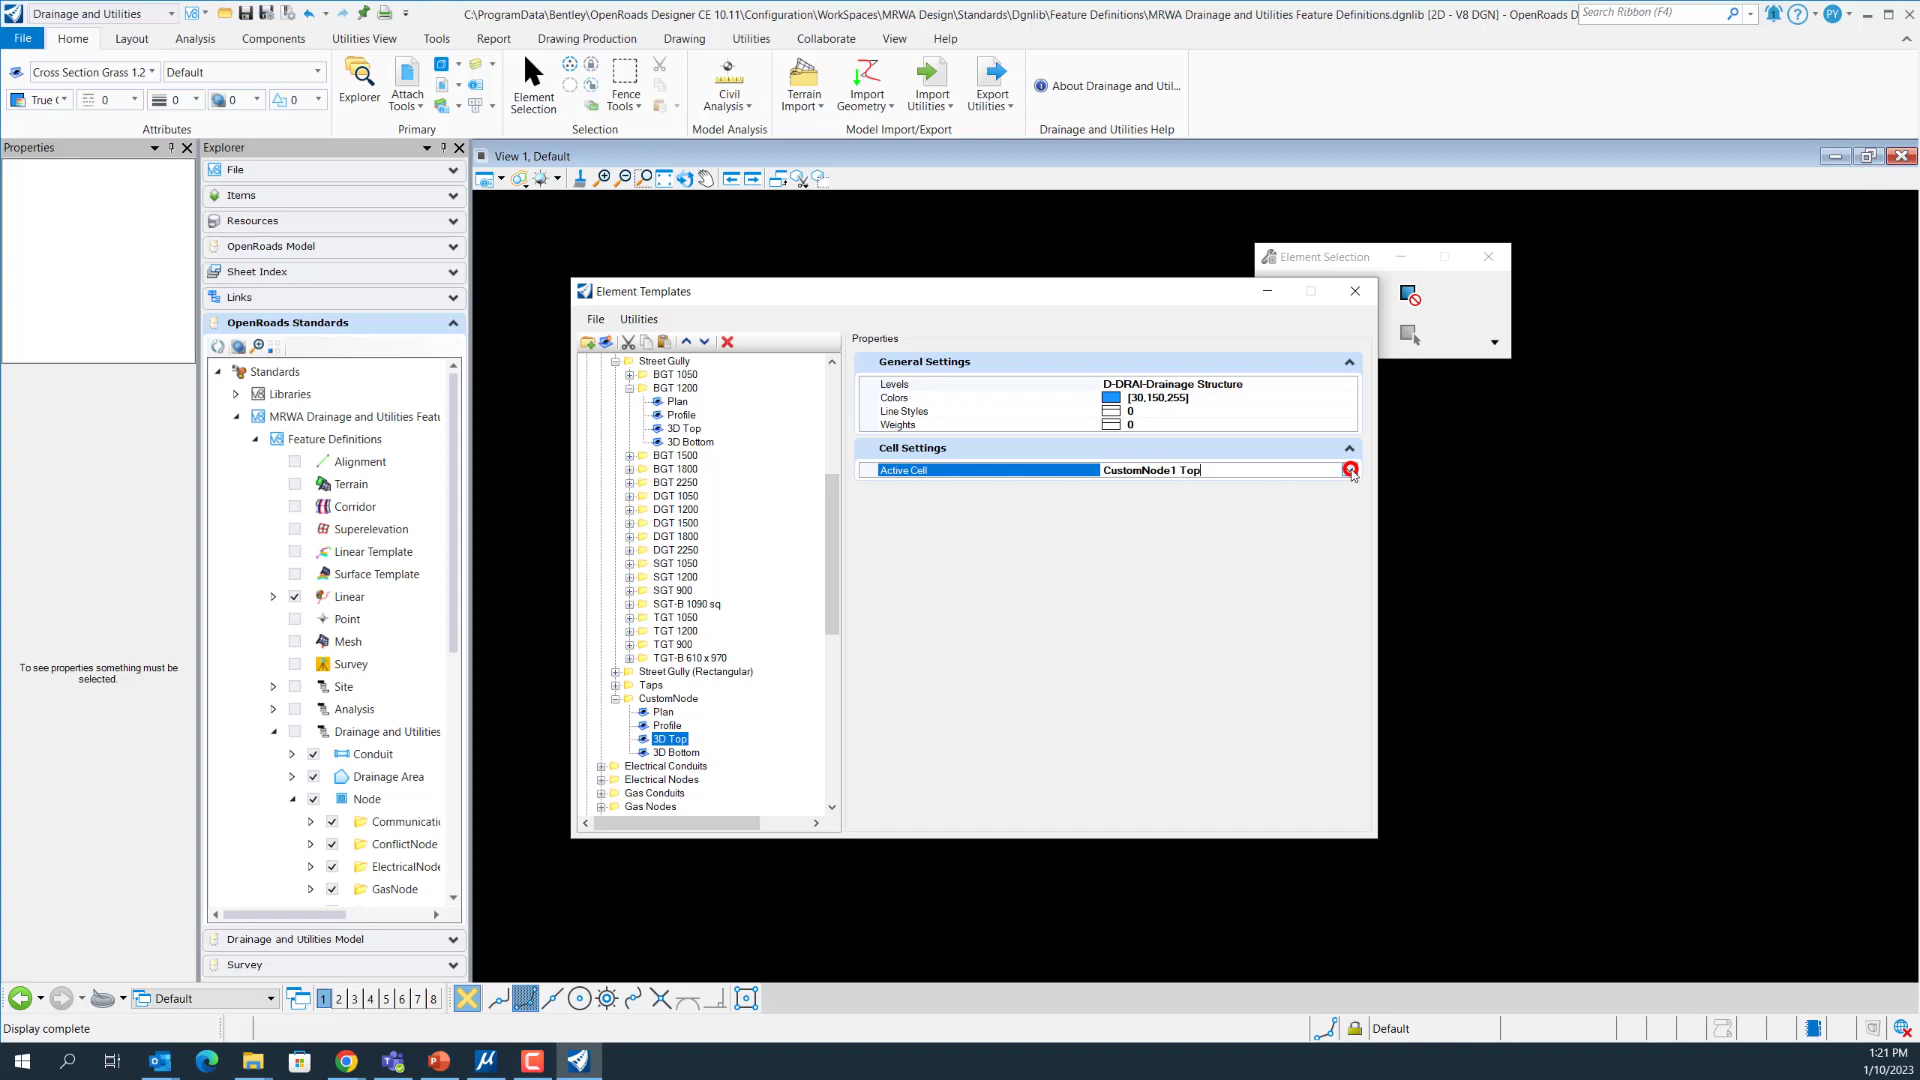 Drainage and Utilities
C:\ProgramData\Bentley\OpenRoads Designer CE 10.11\Configuration\WorkSpaces\MRWA Design\Standards\Dgnlib\Feature Definitions\MRWA Drainage and Utilities Feature Definitions.dgnlib [2D - V8 DGN] - OpenRoads D
Search Ribbon (F4)
PY
File Home Layout Analysis Components Utilities View Tools Report Drawing Production Drawing Utilities Collaborate View Help
Cross Section Grass 1.2 Default
True 0 0 0 0
Attributes
Explorer
Attach Tools
Primary
Element Selection
Fence Tools
Selection
Civil Analysis
Model Analysis
Terrain Import
Import Geometry
Import Utilities
Export Utilities
Model Import/Export
About Drainage and Util...
Drainage and Utilities Help
Properties
To see properties something must be selected.
Explorer
File
Items
Resources
OpenRoads Model
Sheet Index
Links
OpenRoads Standards
Standards
Libraries
MRWA Drainage and Utilities Featu
Feature Definitions
Alignment
Terrain
Corridor
Superelevation
Linear Template
Surface Template
Linear
Point
Mesh
Survey
Site
Analysis
Drainage and Utilities
Conduit
Drainage Area
Node
Communicatio
ConflictNode
ElectricalNode
GasNode
Drainage and Utilities Model
Survey
View 1, Default
Element Selection
Element Templates
File Utilities
Street Gully
BGT 1050
BGT 1200
Plan
Profile
3D Top
3D Bottom
BGT 1500
BGT 1800
BGT 2250
DGT 1050
DGT 1200
DGT 1500
DGT 1800
DGT 2250
SGT 1050
SGT 1200
SGT 900
SGT-B 1090 sq
TGT 1050
TGT 1200
TGT 900
TGT-B 610 x 970
Street Gully (Rectangular)
Taps
CustomNode
Plan
Profile
3D Top
3D Bottom
Electrical Conduits
Electrical Nodes
Gas Conduits
Gas Nodes
Properties
General Settings
Levels D-DRAI-Drainage Structure
Colors [30,150,255]
Line Styles 0
Weights 0
Cell Settings
Active Cell CustomNode1 Top
Default 1 2 3 4 5 6 7 8
Display complete
Default
1:21 PM
1/10/2023